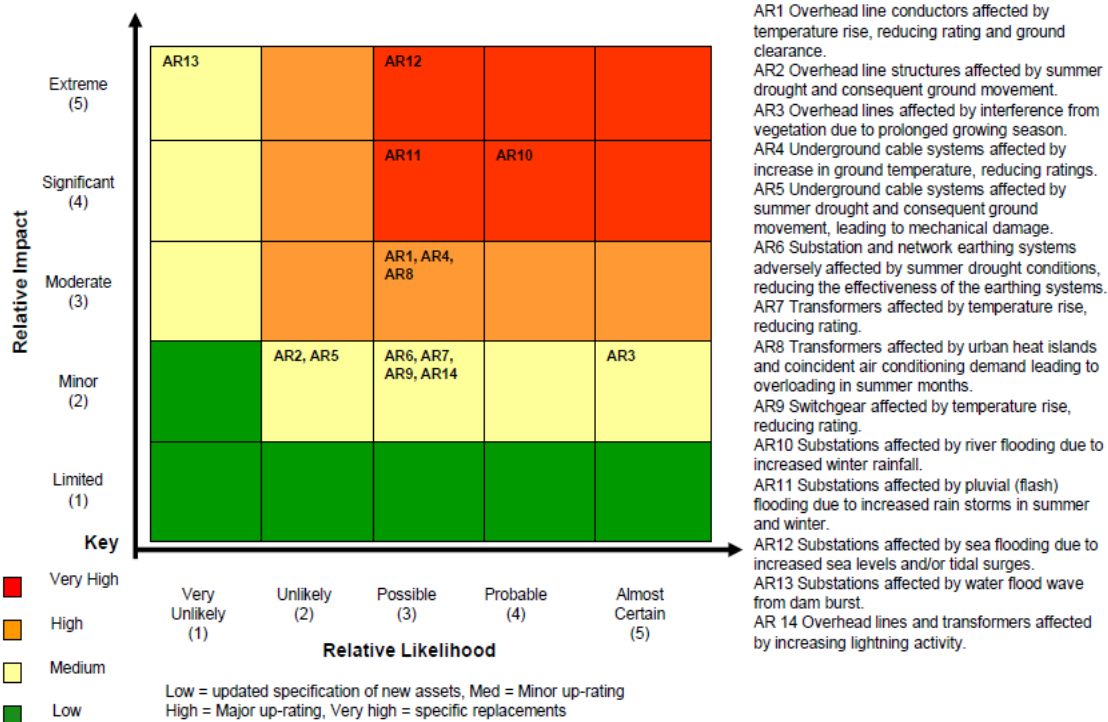 AR1 Overhead line conductors affected by
temperature rise, reducing rating and ground
clearance.
AR2 Overhead line structures affected by summer
drought and consequent ground movement.
AR3 Overhead lines affected by interference from
vegetation due to prolonged growing season.
AR4 Underground cable systems affected by
increase in ground temperature, reducing ratings.
AR5 Underground cable systems affected by
summer drought and consequent ground
movement, leading to mechanical damage.
AR6 Substation and network earthing systems
adversely affected by summer drought conditions,
reducing the effectiveness of the earthing systems.
AR7 Transformers affected by temperature rise,
reducing rating.
AR8 Transformers affected by urban heat islands
and coincident air conditioning demand leading to
overloading in summer months.
AR9 Switchgear affected by temperature rise,
reducing rating.
AR10 Substations affected by river flooding due to
increased winter rainfall.
AR11 Substations affected by pluvial (flash)
flooding due to increased rain storms in summer
and winter.
AR12 Substations affected by sea flooding due to
increased sea levels and/or tidal surges.
AR13 Substations affected by water flood wave
from dam burst.
AR 14 Overhead lines and transformers affected
by increasing lightning activity.
Relative Impact
Extreme
(5)
AR13
AR12
Significant
(4)
AR11
AR10
Moderate
(3)
AR1, AR4,
AR8
Minor
(2)
AR2, AR5
AR6, AR7,
AR9, AR14
AR3
Limited
(1)
Key
Very High
High
Medium
Low
Very
Unlikely
(1)
Unlikely
(2)
Possible
(3)
Probable
(4)
Almost
Certain
(5)
Relative Likelihood
Low = updated specification of new assets, Med = Minor up-rating
High = Major up-rating, Very high = specific replacements